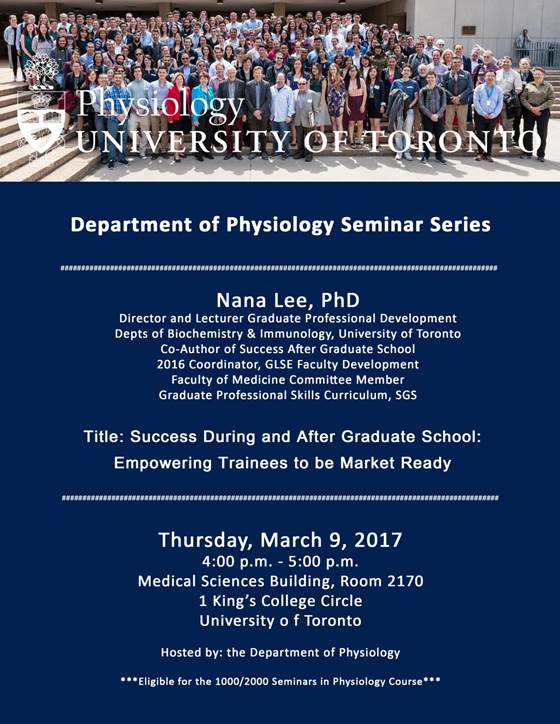 Physiology
UNIVERSITY OF TORONTO
Department of Physiology Seminar Series
Nana Lee, PhD
Director and Lecturer Graduate Professional Development
Depts of Biochemistry & Immunology, University of Toronto
Co-Author of Success After Graduate School
2016 Coordinator, GLSE Faculty Development
Faculty of Medicine Committee Member
Graduate Professional Skills Curriculum, SGS
Title: Success During and After Graduate School:
Empowering Trainees to be Market Ready
Thursday, March 9, 2017
4:00 p.m. - 5:00 p.m.
Medical Sciences Building, Room 2170
1 King’s College Circle
University o f Toronto
Hosted by: the Department of Physiology
***Eligible for the 1000/2000 Seminars in Physiology Course***